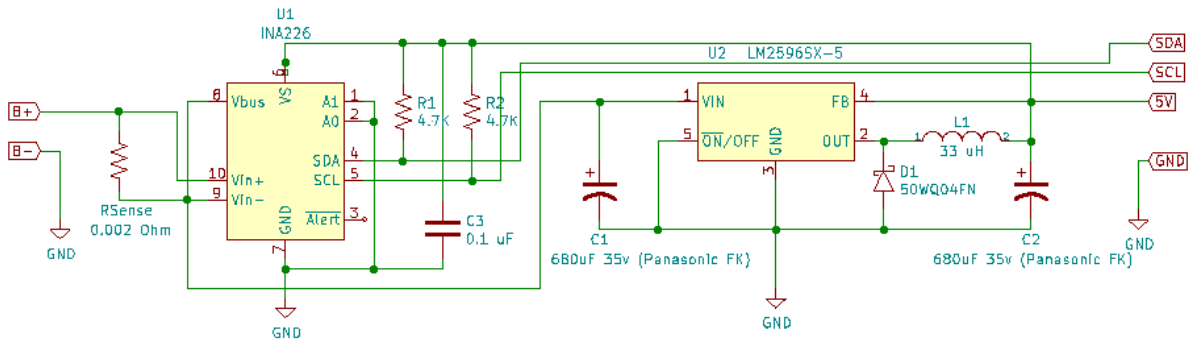 U1
INA226
U2 LM2596SX-5
SDA
SCL
5V
GND
B+
B-
GND
RSense
0.002 Ohm
8
Vbus
6
VS
A1
1
A0
2
SDA
4
SCL
5
10
Vin+
9
Vin-
Alert
3
GND
7
GND
R1
4.7K
R2
4.7K
C3
0.1 uF
1
VIN
5
ON/OFF
GND
3
FB
4
OUT
2
L1
1
2
33 uH
D1
50WQ04FN
+
C1
680uF 35v (Panasonic FK)
+
C2
680uF 35v (Panasonic FK)
GND
GND